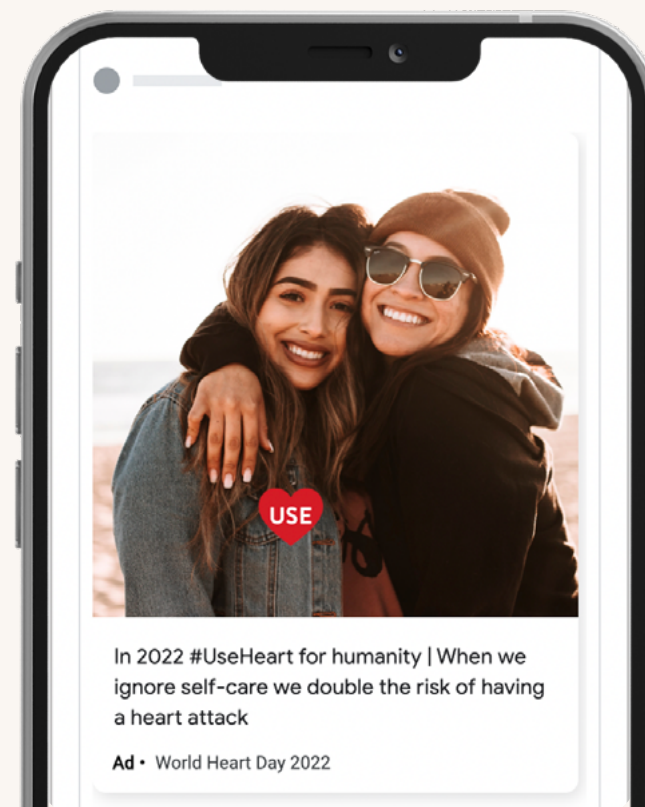 USE
In 2022 #UseHeart for humanity | When we
ignore self-care we double the risk of having
a heart attack
Ad • World Heart Day 2022